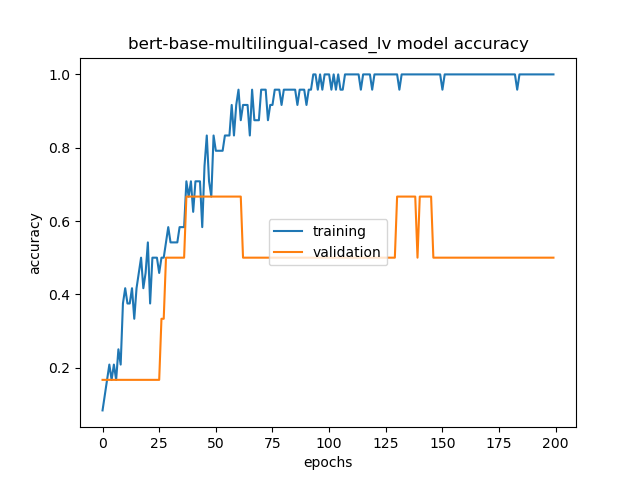 bert-base-multilingual-cased_lv model accuracy
1.0
0.8
0.6
0.4
0.2
accuracy
training
validation
0 25 50 75 100 125 150 175 200
epochs